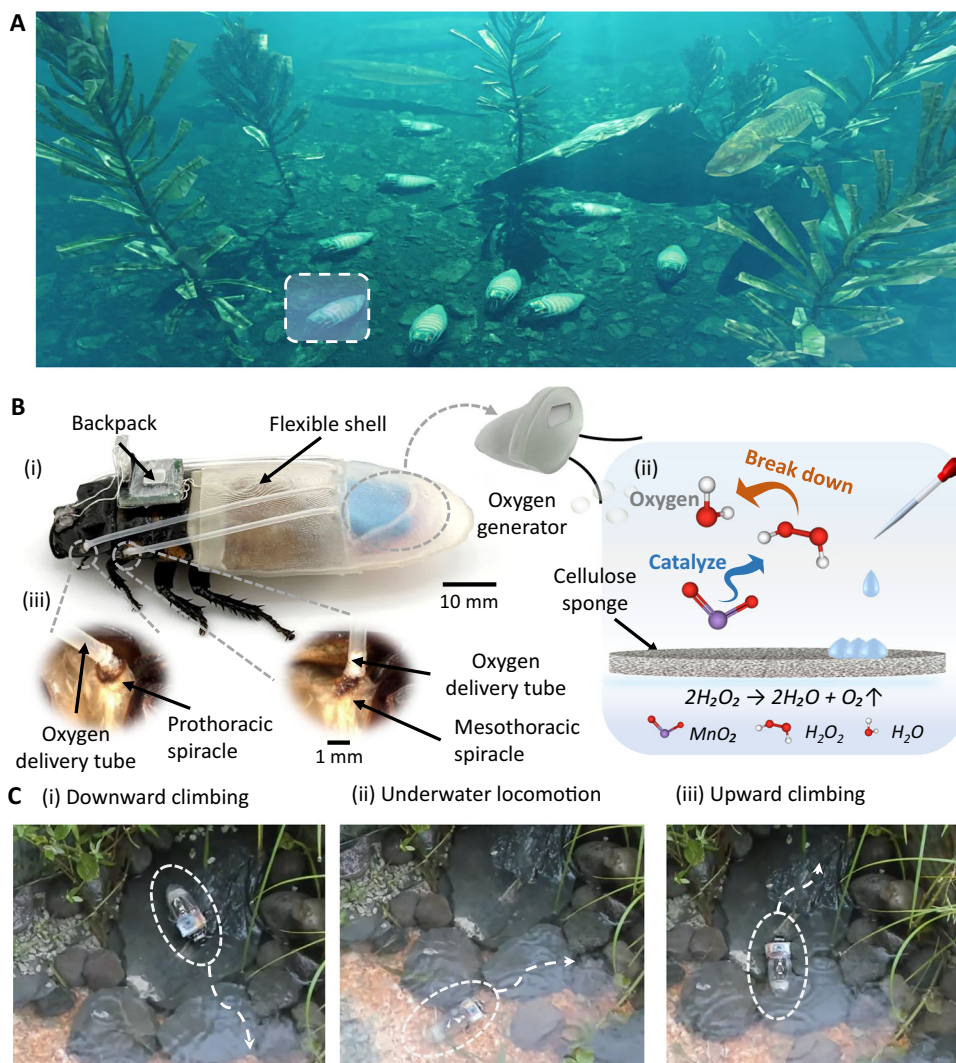 A
B
Backpack
Flexible shell
(i)
(ii)
Break down
Oxygen
Oxygen
generator
Catalyze
Cellulose
sponge
10 mm
(iii)
Oxygen
delivery tube
Prothoracic
spiracle
Oxygen
delivery tube
Mesothoracic
spiracle
1 mm
2H₂O₂ → 2H₂O + O₂↑
MnO₂
H₂O₂
H₂O
C
(i) Downward climbing
(ii) Underwater locomotion
(iii) Upward climbing